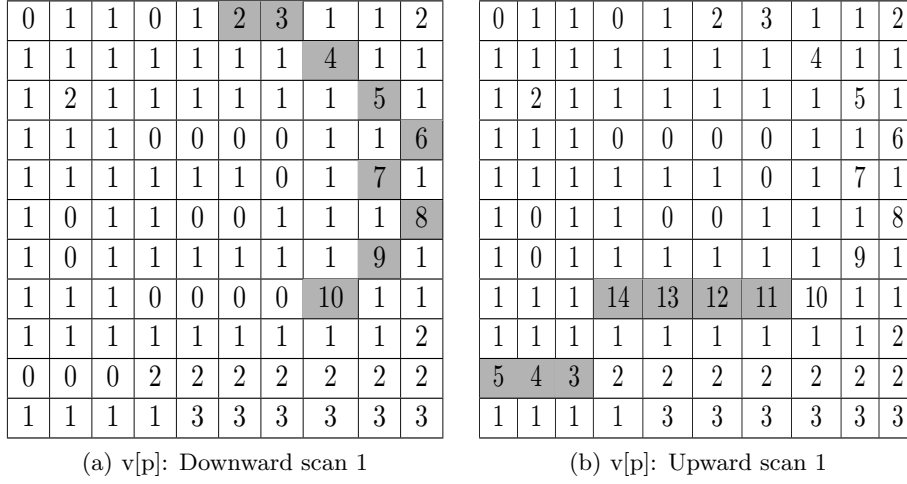 0 1 1 0 1 2 3 1 1 2
1 1 1 1 1 1 1 4 1 1
1 2 1 1 1 1 1 1 5 1
1 1 1 0 0 0 0 1 1 6
1 1 1 1 1 1 0 1 7 1
1 0 1 1 0 0 1 1 1 8
1 0 1 1 1 1 1 1 9 1
1 1 1 0 0 0 0 10 1 1
1 1 1 1 1 1 1 1 1 2
0 0 0 2 2 2 2 2 2 2
1 1 1 1 3 3 3 3 3 3
(a) v[p]: Downward scan 1
0 1 1 0 1 2 3 1 1 2
1 1 1 1 1 1 1 4 1 1
1 2 1 1 1 1 1 1 5 1
1 1 1 0 0 0 0 1 1 6
1 1 1 1 1 1 0 1 7 1
1 0 1 1 0 0 1 1 1 8
1 0 1 1 1 1 1 1 9 1
1 1 1 14 13 12 11 10 1 1
1 1 1 1 1 1 1 1 1 2
5 4 3 2 2 2 2 2 2 2
1 1 1 1 3 3 3 3 3 3
(b) v[p]: Upward scan 1